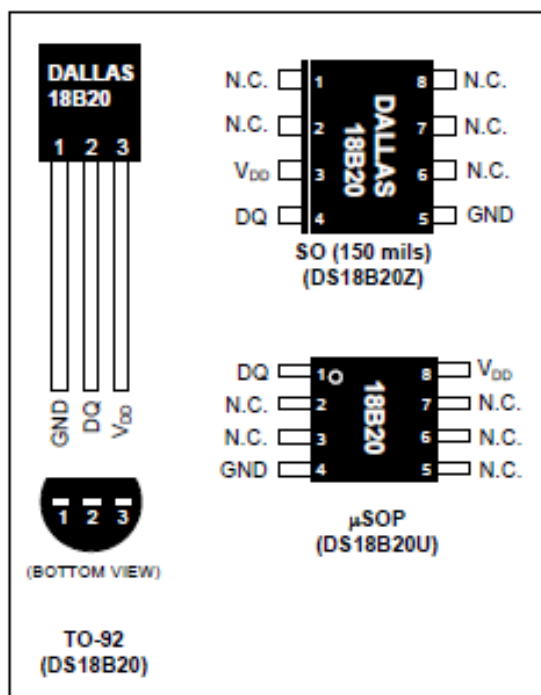 DALLAS
18B20
1 2 3
GND DQ VDD
1 2 3
(BOTTOM VIEW)
TO-92
(DS18B20)
N.C. 1 8 N.C.
N.C. 2 7 N.C.
VDD 3 6 N.C.
DQ 4 5 GND
DALLAS
18B20
SO (150 mils)
(DS18B20Z)
DQ 1 8 VDD
N.C. 2 7 N.C.
N.C. 3 6 N.C.
GND 4 5 N.C.
18B20
μSOP
(DS18B20U)